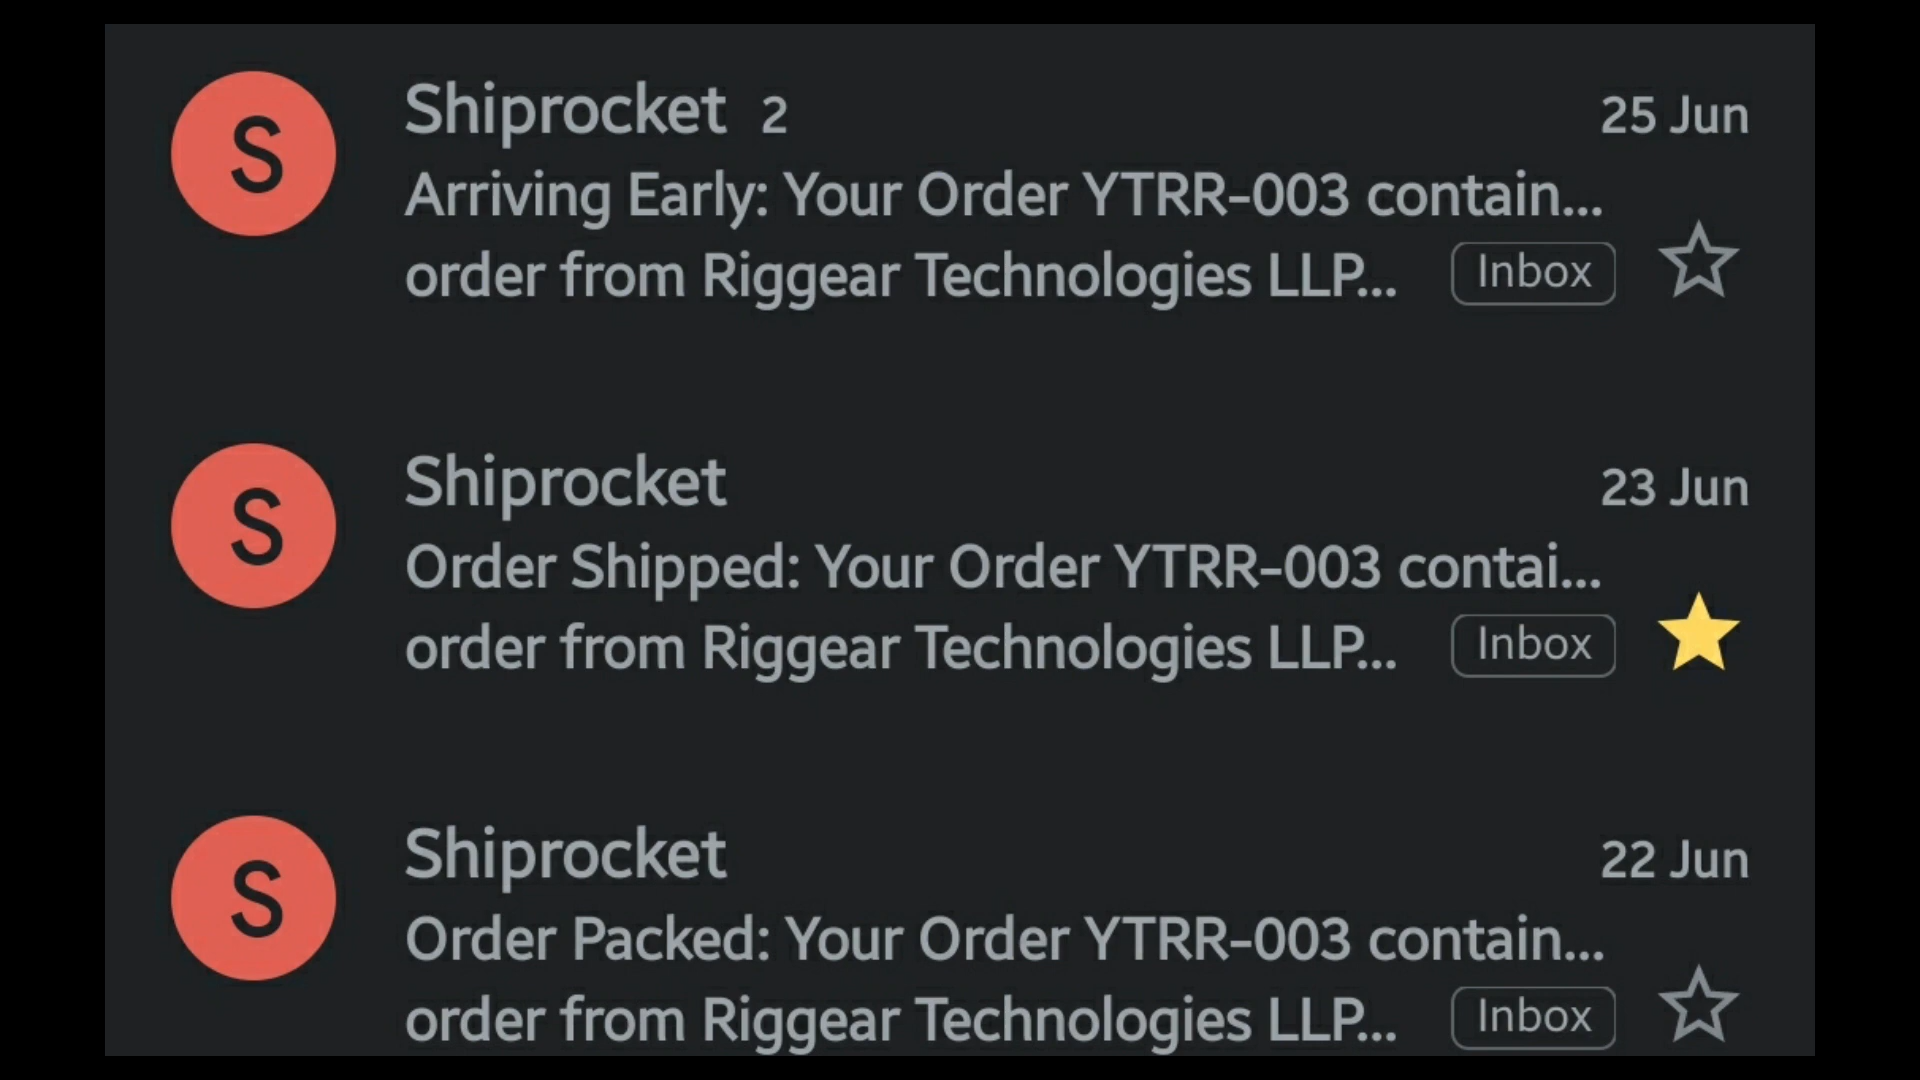 S
Shiprocket 2
25 Jun
Arriving Early: Your Order YTRR-003 contain...
order from Riggear Technologies LLP...
Inbox
S
Shiprocket
23 Jun
Order Shipped: Your Order YTRR-003 contai...
order from Riggear Technologies LLP...
Inbox
S
Shiprocket
22 Jun
Order Packed: Your Order YTRR-003 contain...
order from Riggear Technologies LLP...
Inbox